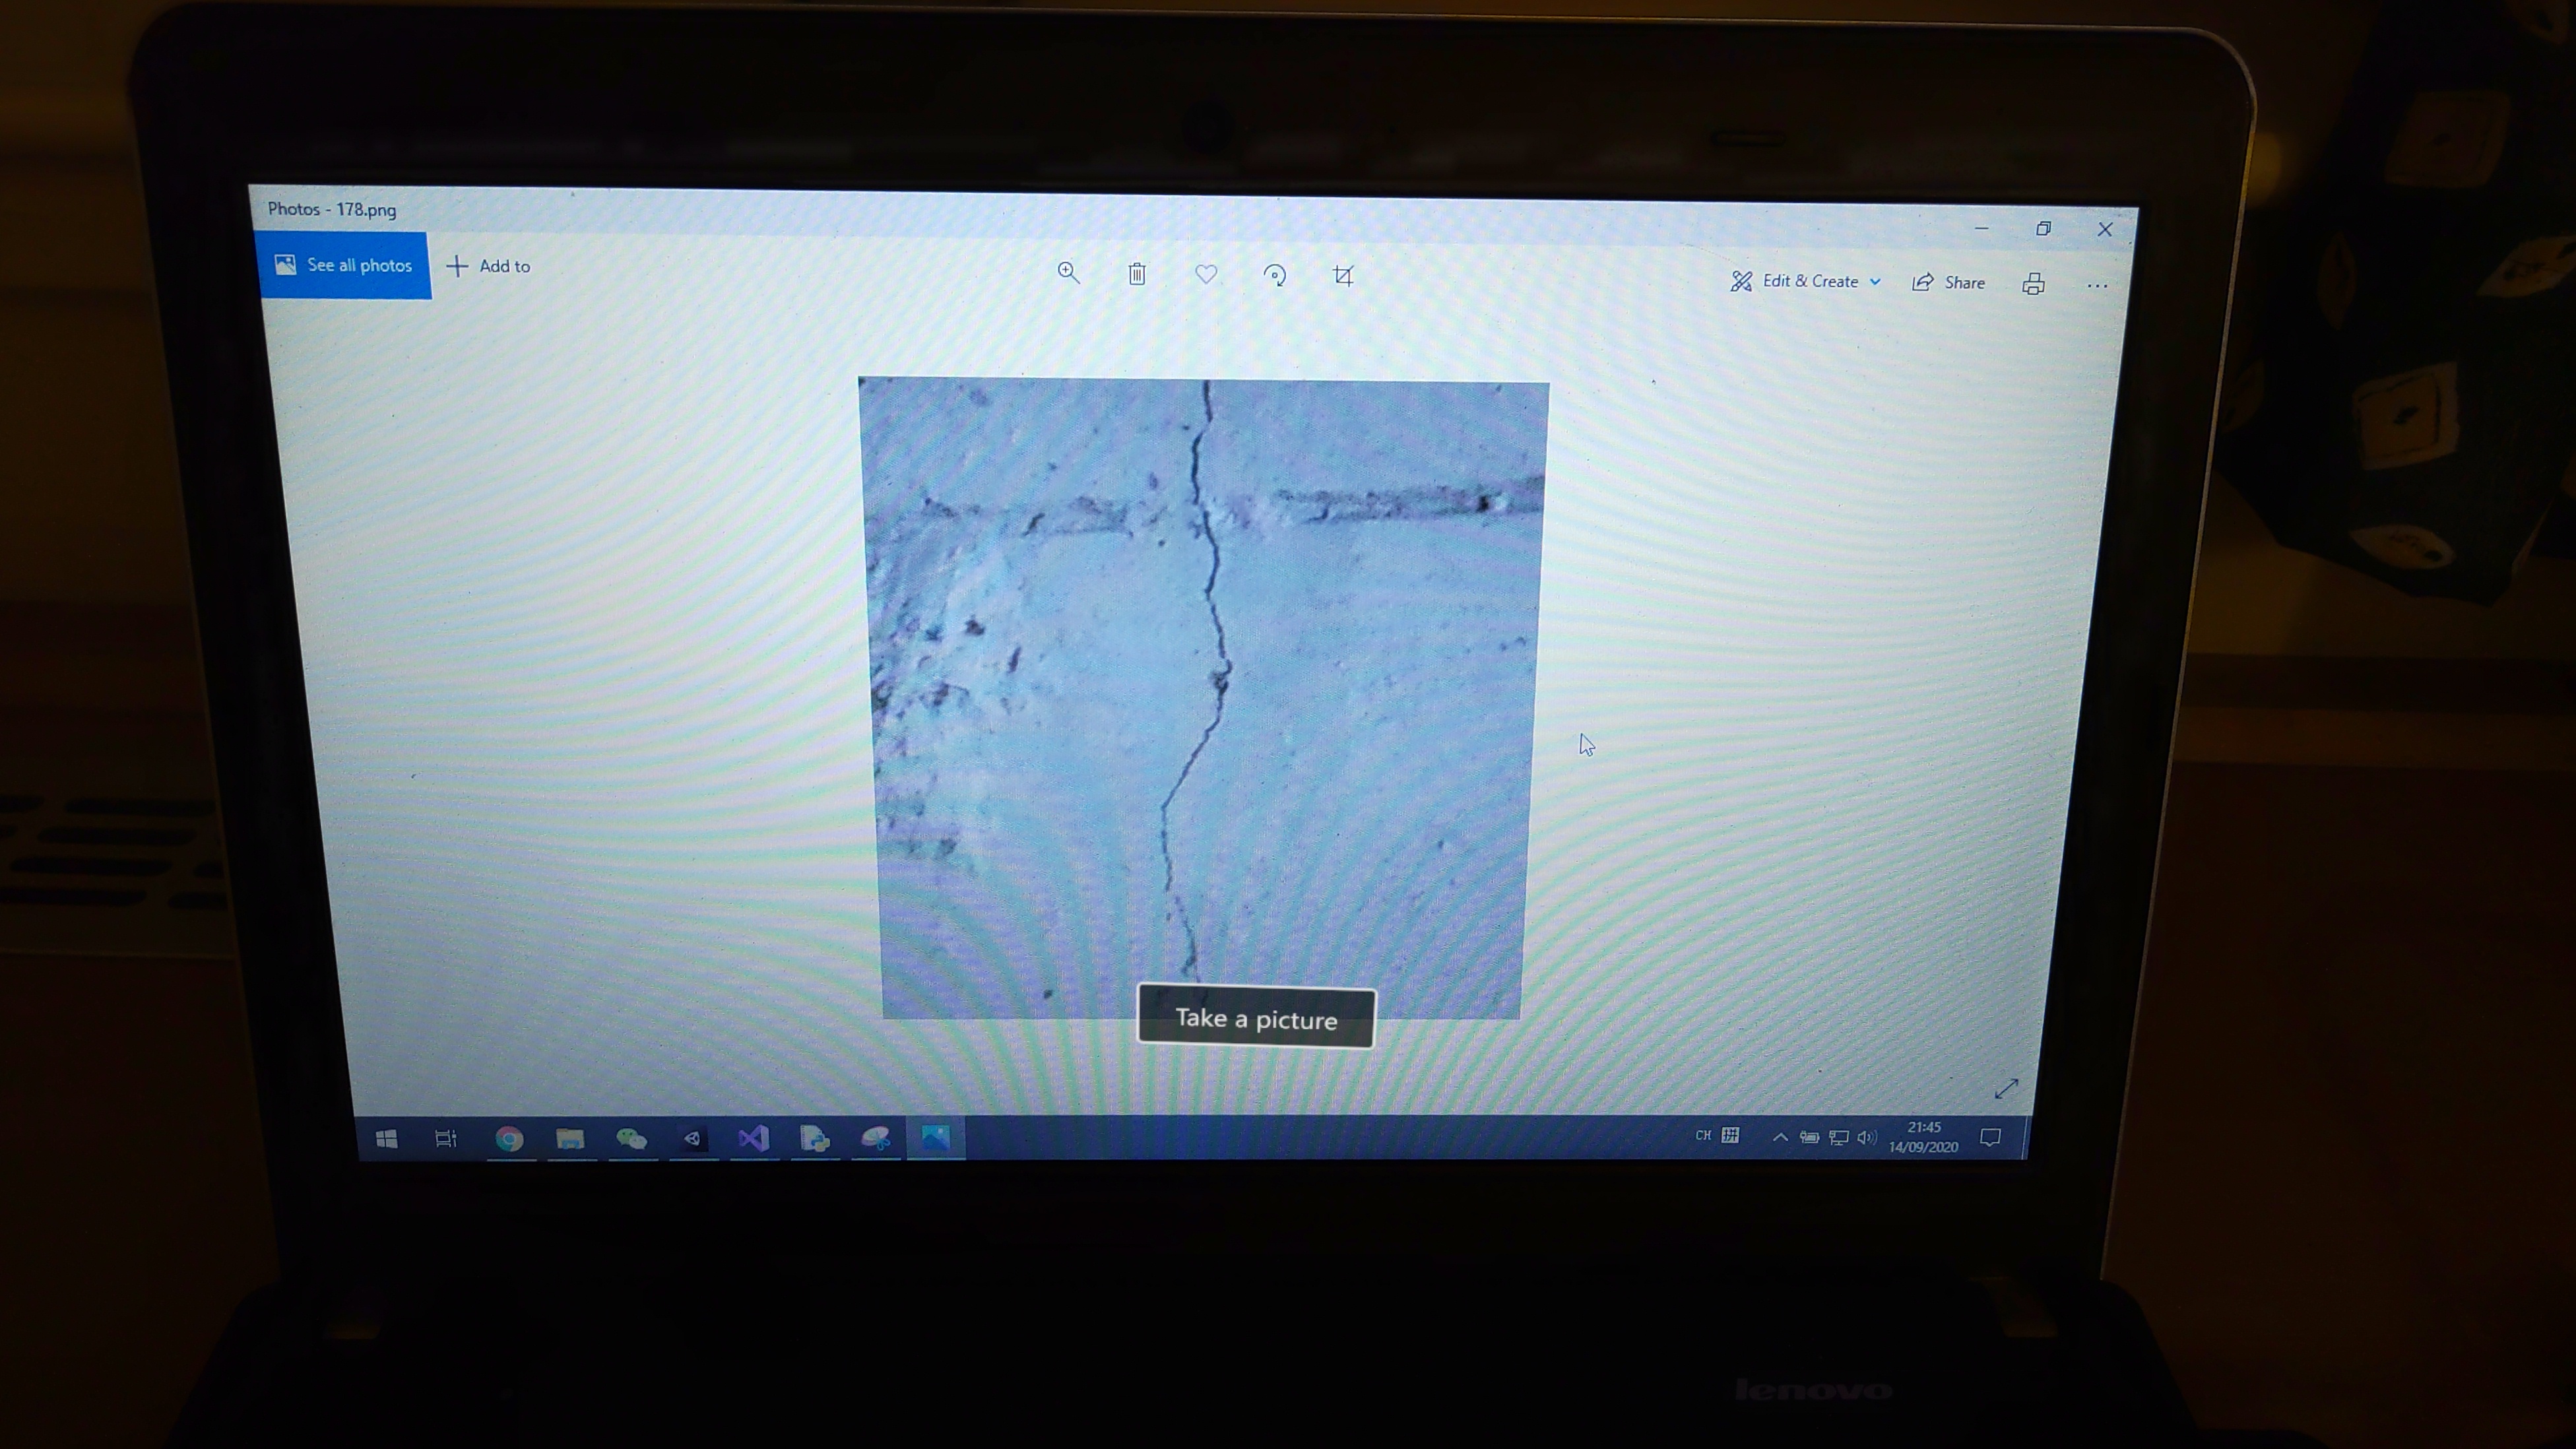 Photos - 178.png
See all photos
Add to
Edit & Create
Share
Take a picture
CH 拼
21:45
14/09/2020
lenovo